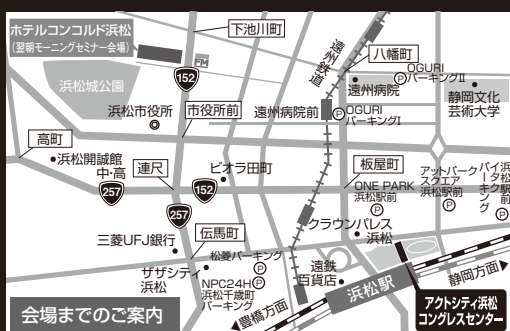 ホテルコンコルド浜松
(翌朝モーニングセミナー会場)
下池川町
FM
152
遠州鉄道
八幡町
浜松城公園
OGURI
パーキングII
遠州病院
静岡文化
芸術大学
浜松市役所
市役所前
遠州病院前
OGURI
パーキングI
高町
浜松開誠館
中・高
連尺
ビオラ田町
板屋町
257
152
ONE PARK
浜松駅前
アットパーク
スクエア
浜松駅前
浜松駅前
バイタークパーキング
257
伝馬町
クラウンパレス
浜松
三菱UFJ銀行
松菱パーキング
ザザシティ
浜松
NPC24H
浜松千歳町
パーキング
遠鉄
百貨店
浜松駅
静岡方面
豊橋方面
アクトシティ浜松
コングレスセンター
会場までのご案内